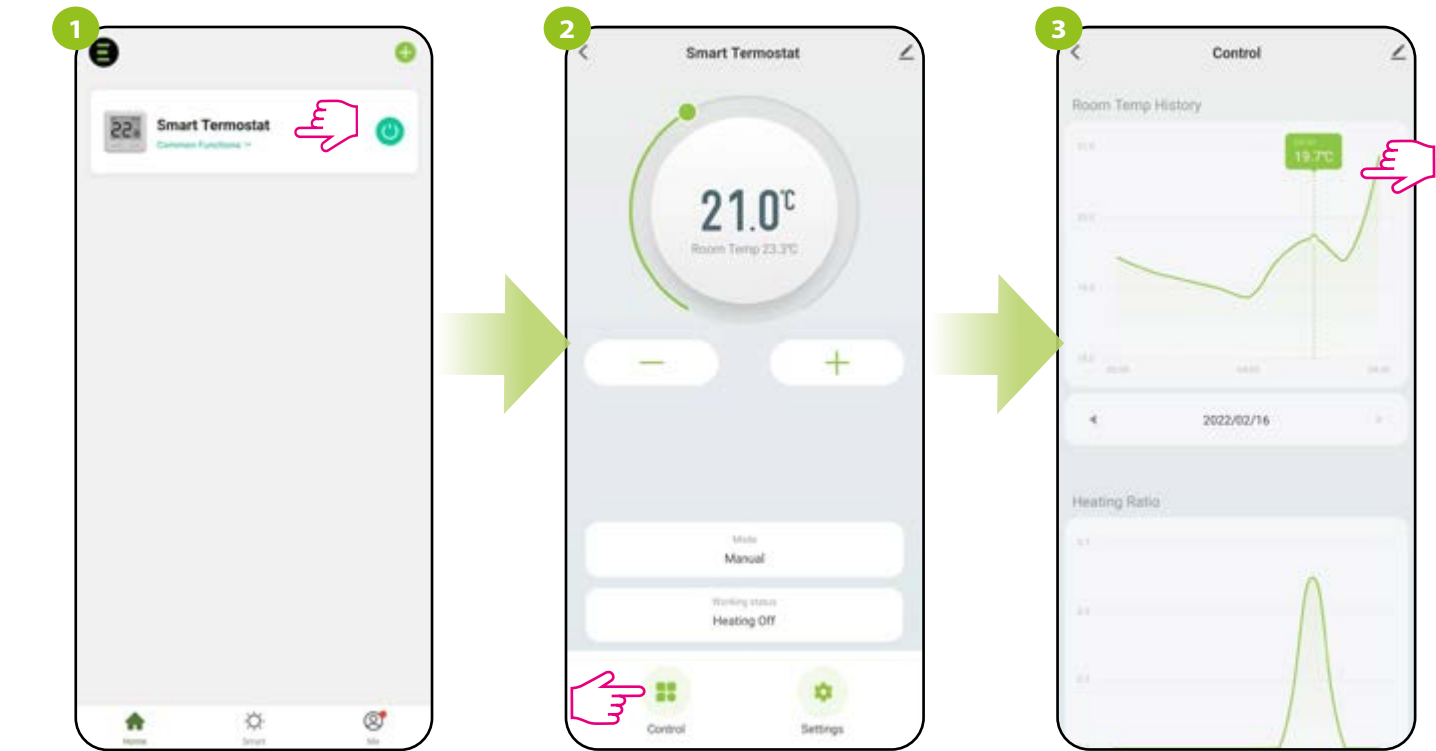 1
Smart Termostat
Common Functions
Home
Smart
Me
2
Smart Termostat
21.0℃
Room Temp 23.3℃
Mode
Manual
Working status
Heating Off
Control
Settings
3
Control
Room Temp History
19.7℃
2022/02/16
Heating Ratio